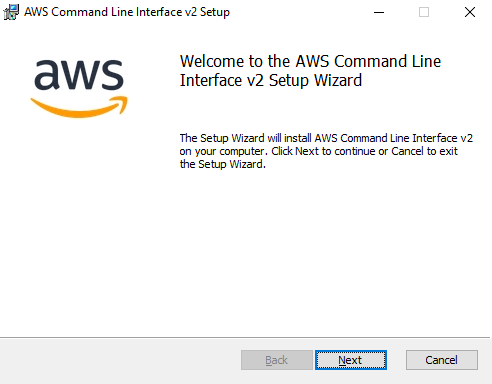 AWS Command Line Interface v2 Setup
aws
Welcome to the AWS Command Line
Interface v2 Setup Wizard
The Setup Wizard will install AWS Command Line Interface v2
on your computer. Click Next to continue or Cancel to exit
the Setup Wizard.
Back
Next
Cancel